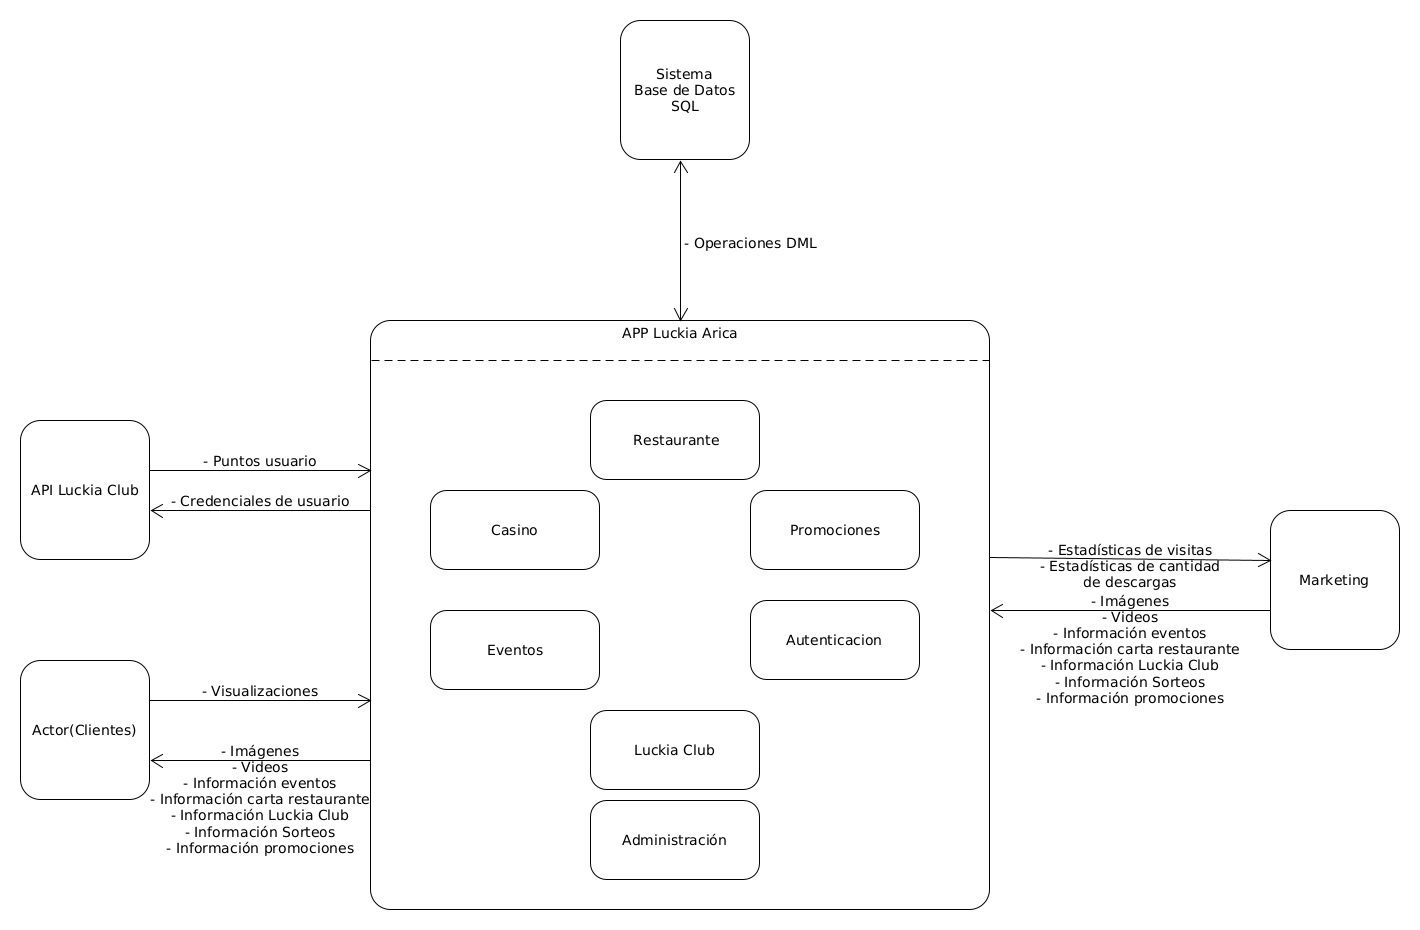 Sistema
Base de Datos
SQL
- Operaciones DML
APP Luckia Arica
Restaurante
API Luckia Club
- Puntos usuario
- Credenciales de usuario
Casino
Promociones
- Estadísticas de visitas
- Estadísticas de cantidad
de descargas
- Imágenes
- Videos
- Información eventos
- Información carta restaurante
- Información Luckia Club
- Información Sorteos
- Información promociones
Marketing
Eventos
Autenticacion
Actor(Clientes)
- Visualizaciones
- Imágenes
- Videos
- Información eventos
- Información carta restaurante
- Información Luckia Club
- Información Sorteos
- Información promociones
Luckia Club
Administración